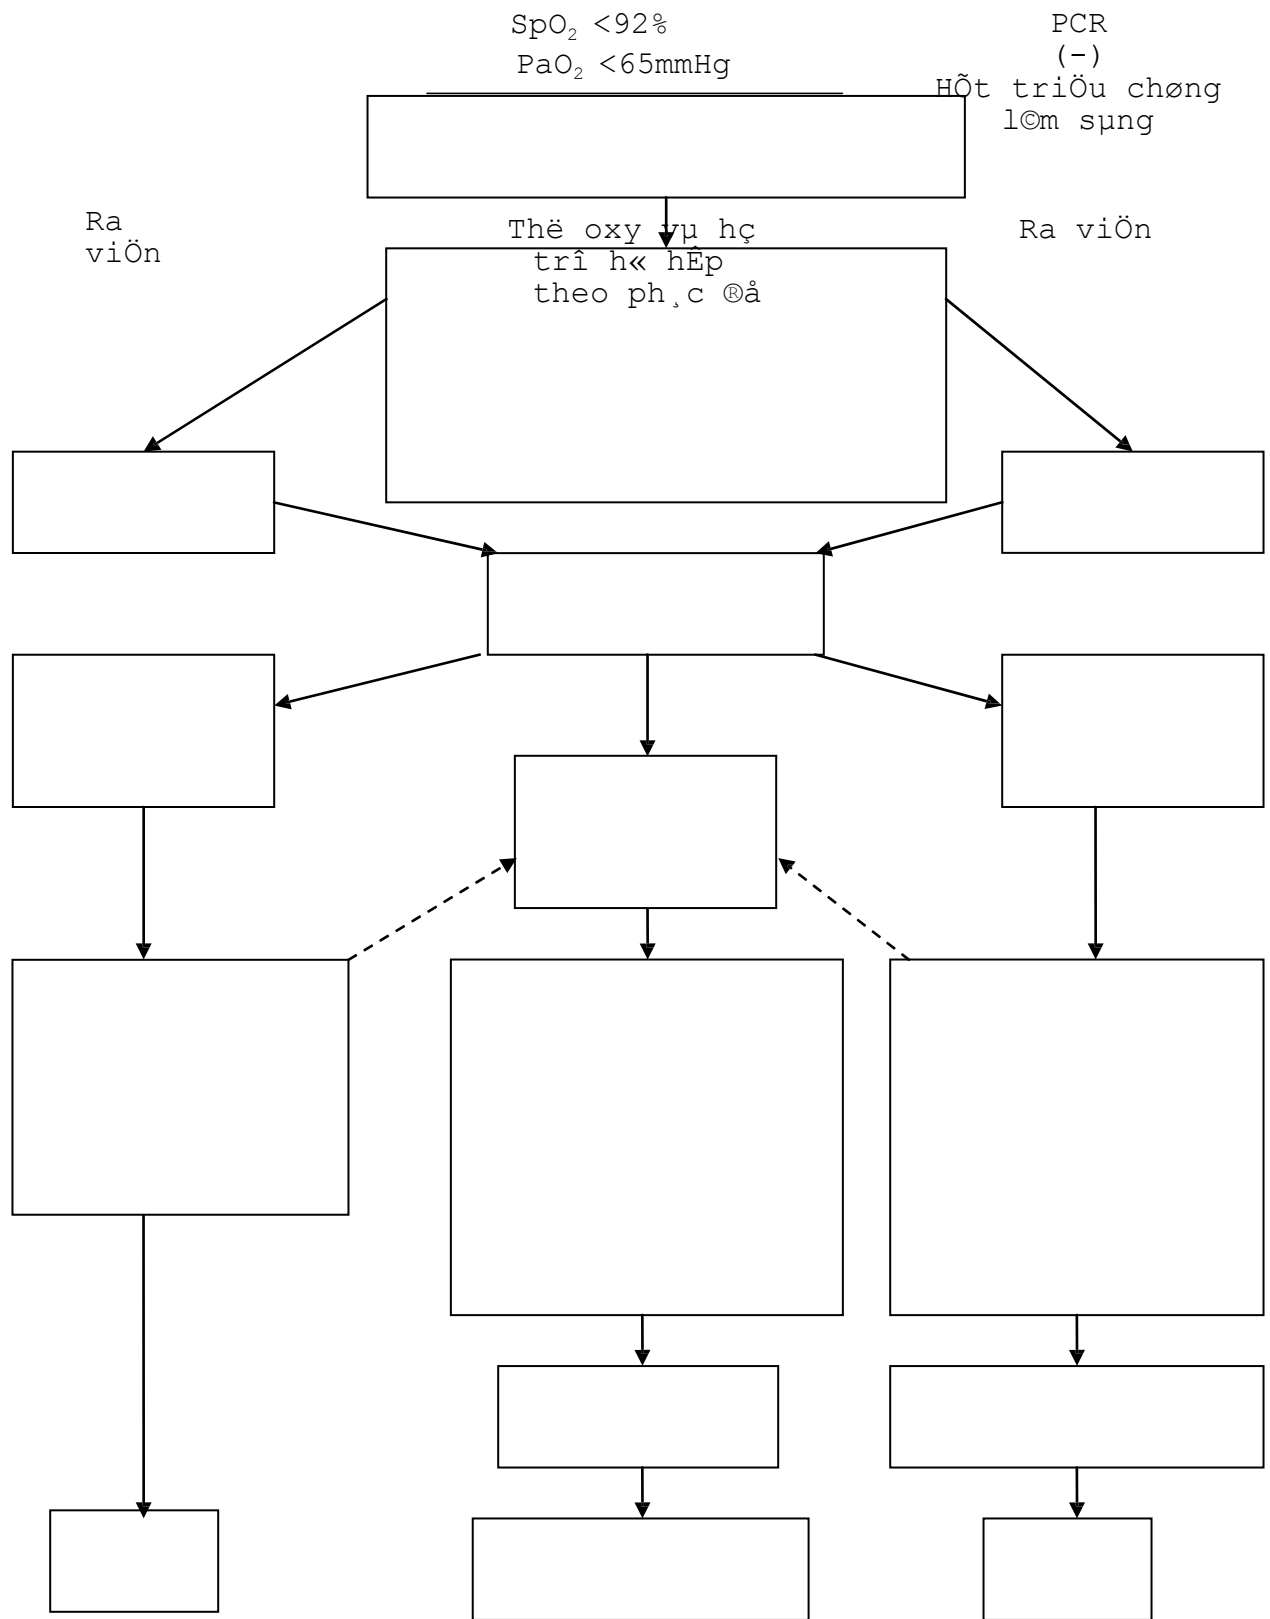 SpO₂ <92%
PaO₂ <65mmHg
PCR
(-)
HÕt triÖu chøng
l©m sµng
Ra
viÖn
Thë oxy vµ hç
trî h« hÊp
theo ph¸c ®å
Ra viÖn